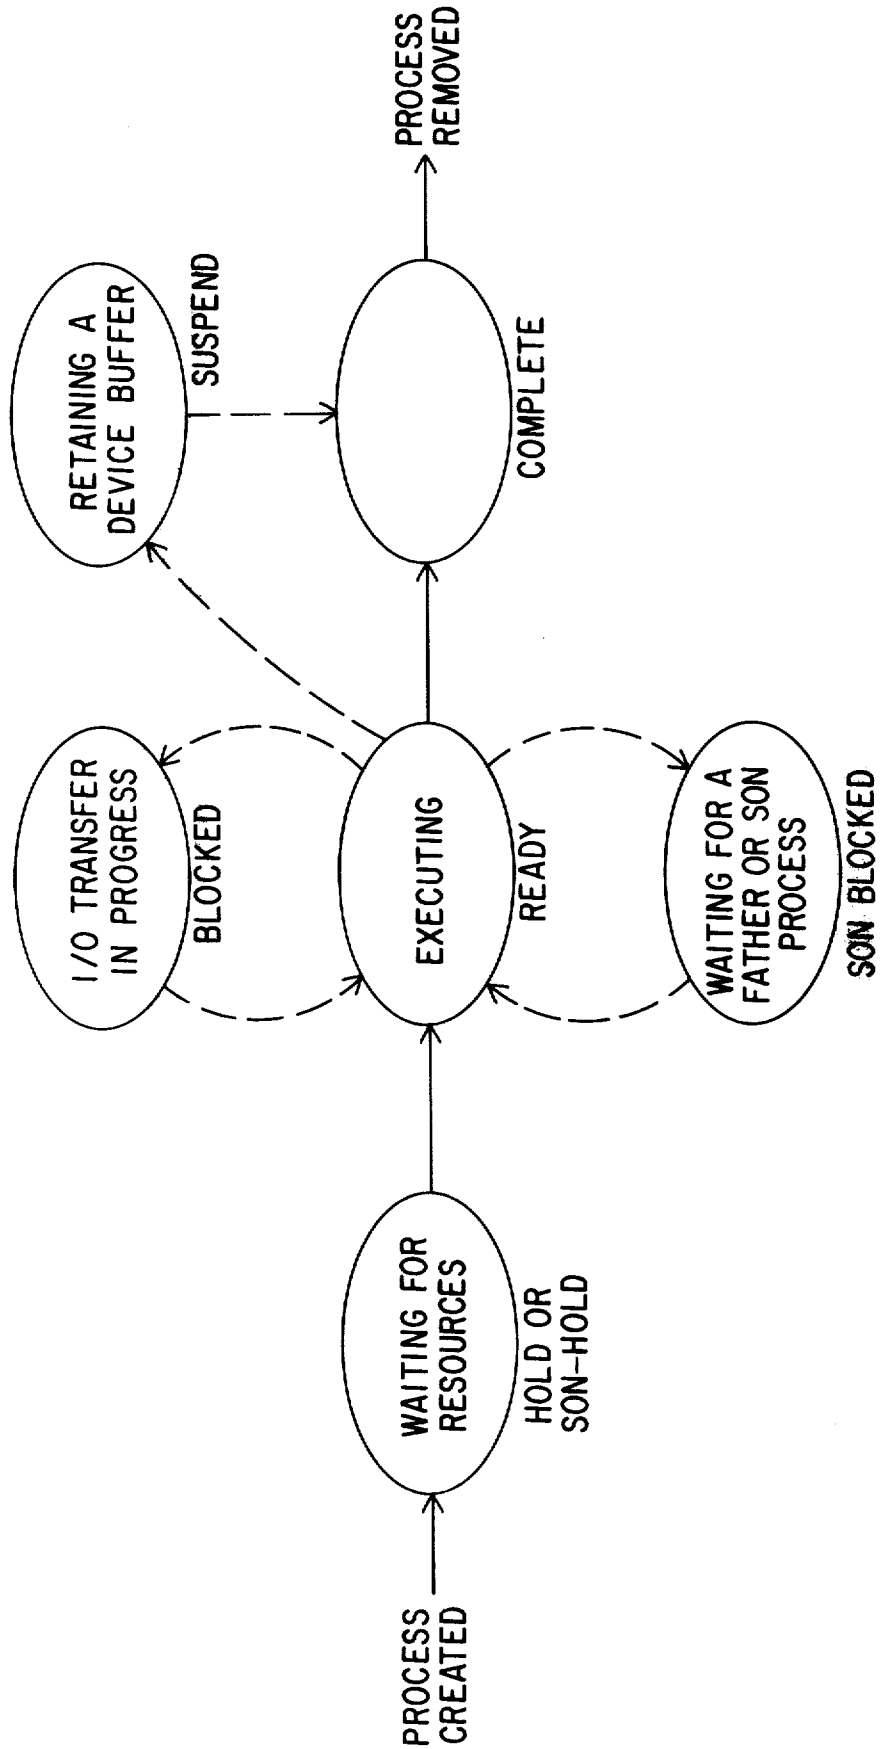 PROCESS
CREATED
WAITING FOR
RESOURCES
HOLD OR
SON-HOLD
I/O TRANSFER
IN PROGRESS
BLOCKED
EXECUTING
READY
WAITING FOR A
FATHER OR SON
PROCESS
SON BLOCKED
RETAINING A
DEVICE BUFFER
SUSPEND
COMPLETE
PROCESS
REMOVED